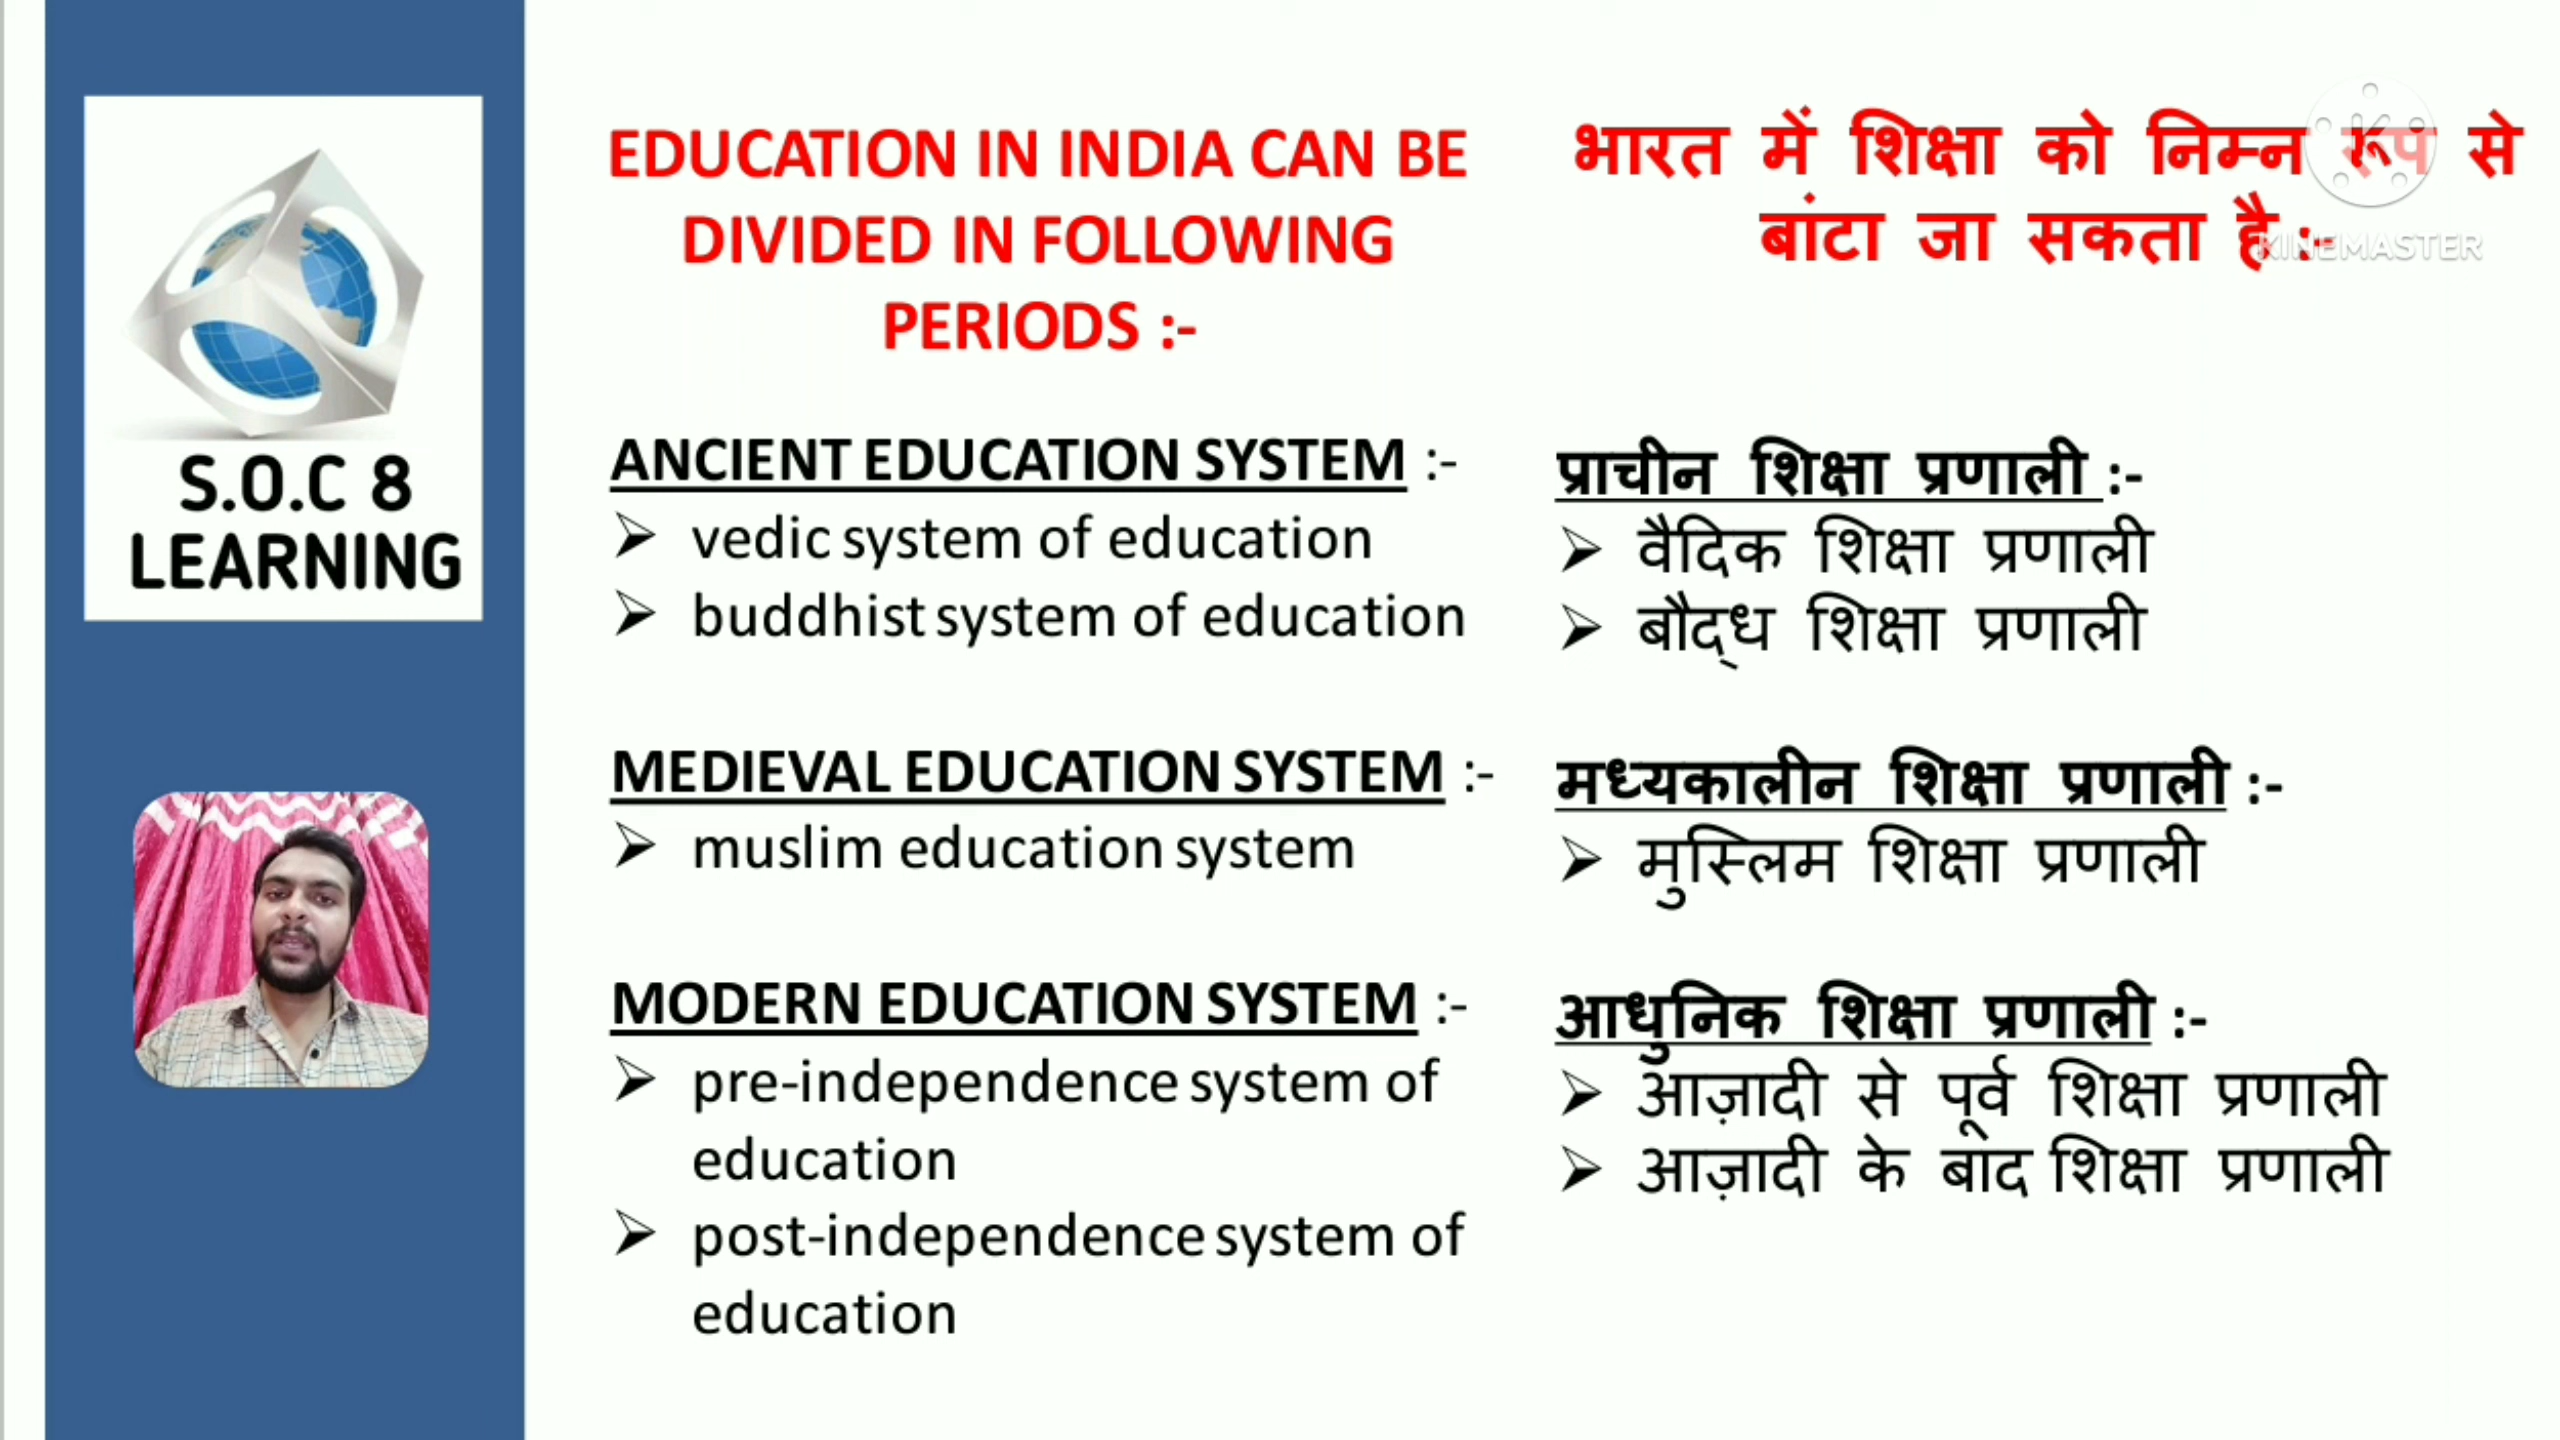 S.O.C 8
LEARNING
EDUCATION IN INDIA CAN BE
DIVIDED IN FOLLOWING
PERIODS :-
ANCIENT EDUCATION SYSTEM :-
➢ vedic system of education
➢ buddhist system of education
MEDIEVAL EDUCATION SYSTEM :-
➢ muslim education system
MODERN EDUCATION SYSTEM :-
➢ pre-independence system of
education
➢ post-independence system of
education
भारत में शिक्षा को निम्न रूप से
बांटा जा सकता है :-
K
KINEMASTER
प्राचीन शिक्षा प्रणाली :-
➢ वैदिक शिक्षा प्रणाली
➢ बौद्ध शिक्षा प्रणाली
मध्यकालीन शिक्षा प्रणाली :-
➢ मुस्लिम शिक्षा प्रणाली
आधुनिक शिक्षा प्रणाली :-
➢ आज़ादी से पूर्व शिक्षा प्रणाली
➢ आज़ादी के बाद शिक्षा प्रणाली